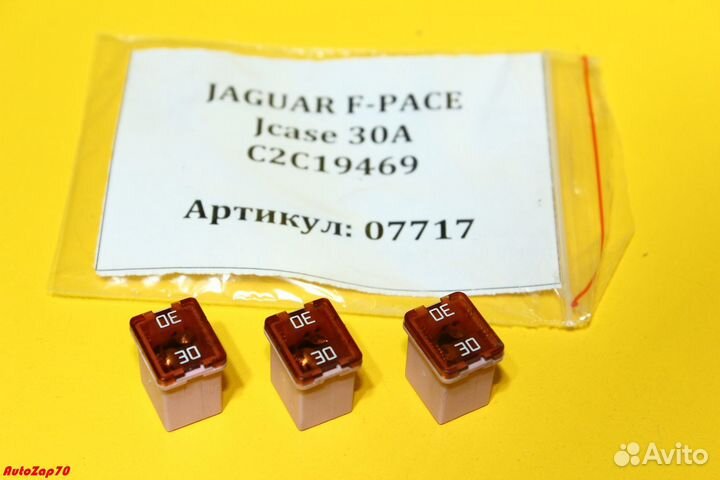 JAGUAR F-PACE
Jcase 30A
C2C19469
Артикул: 07717
30
30
30
30
30
30
AutoZap70
Avito